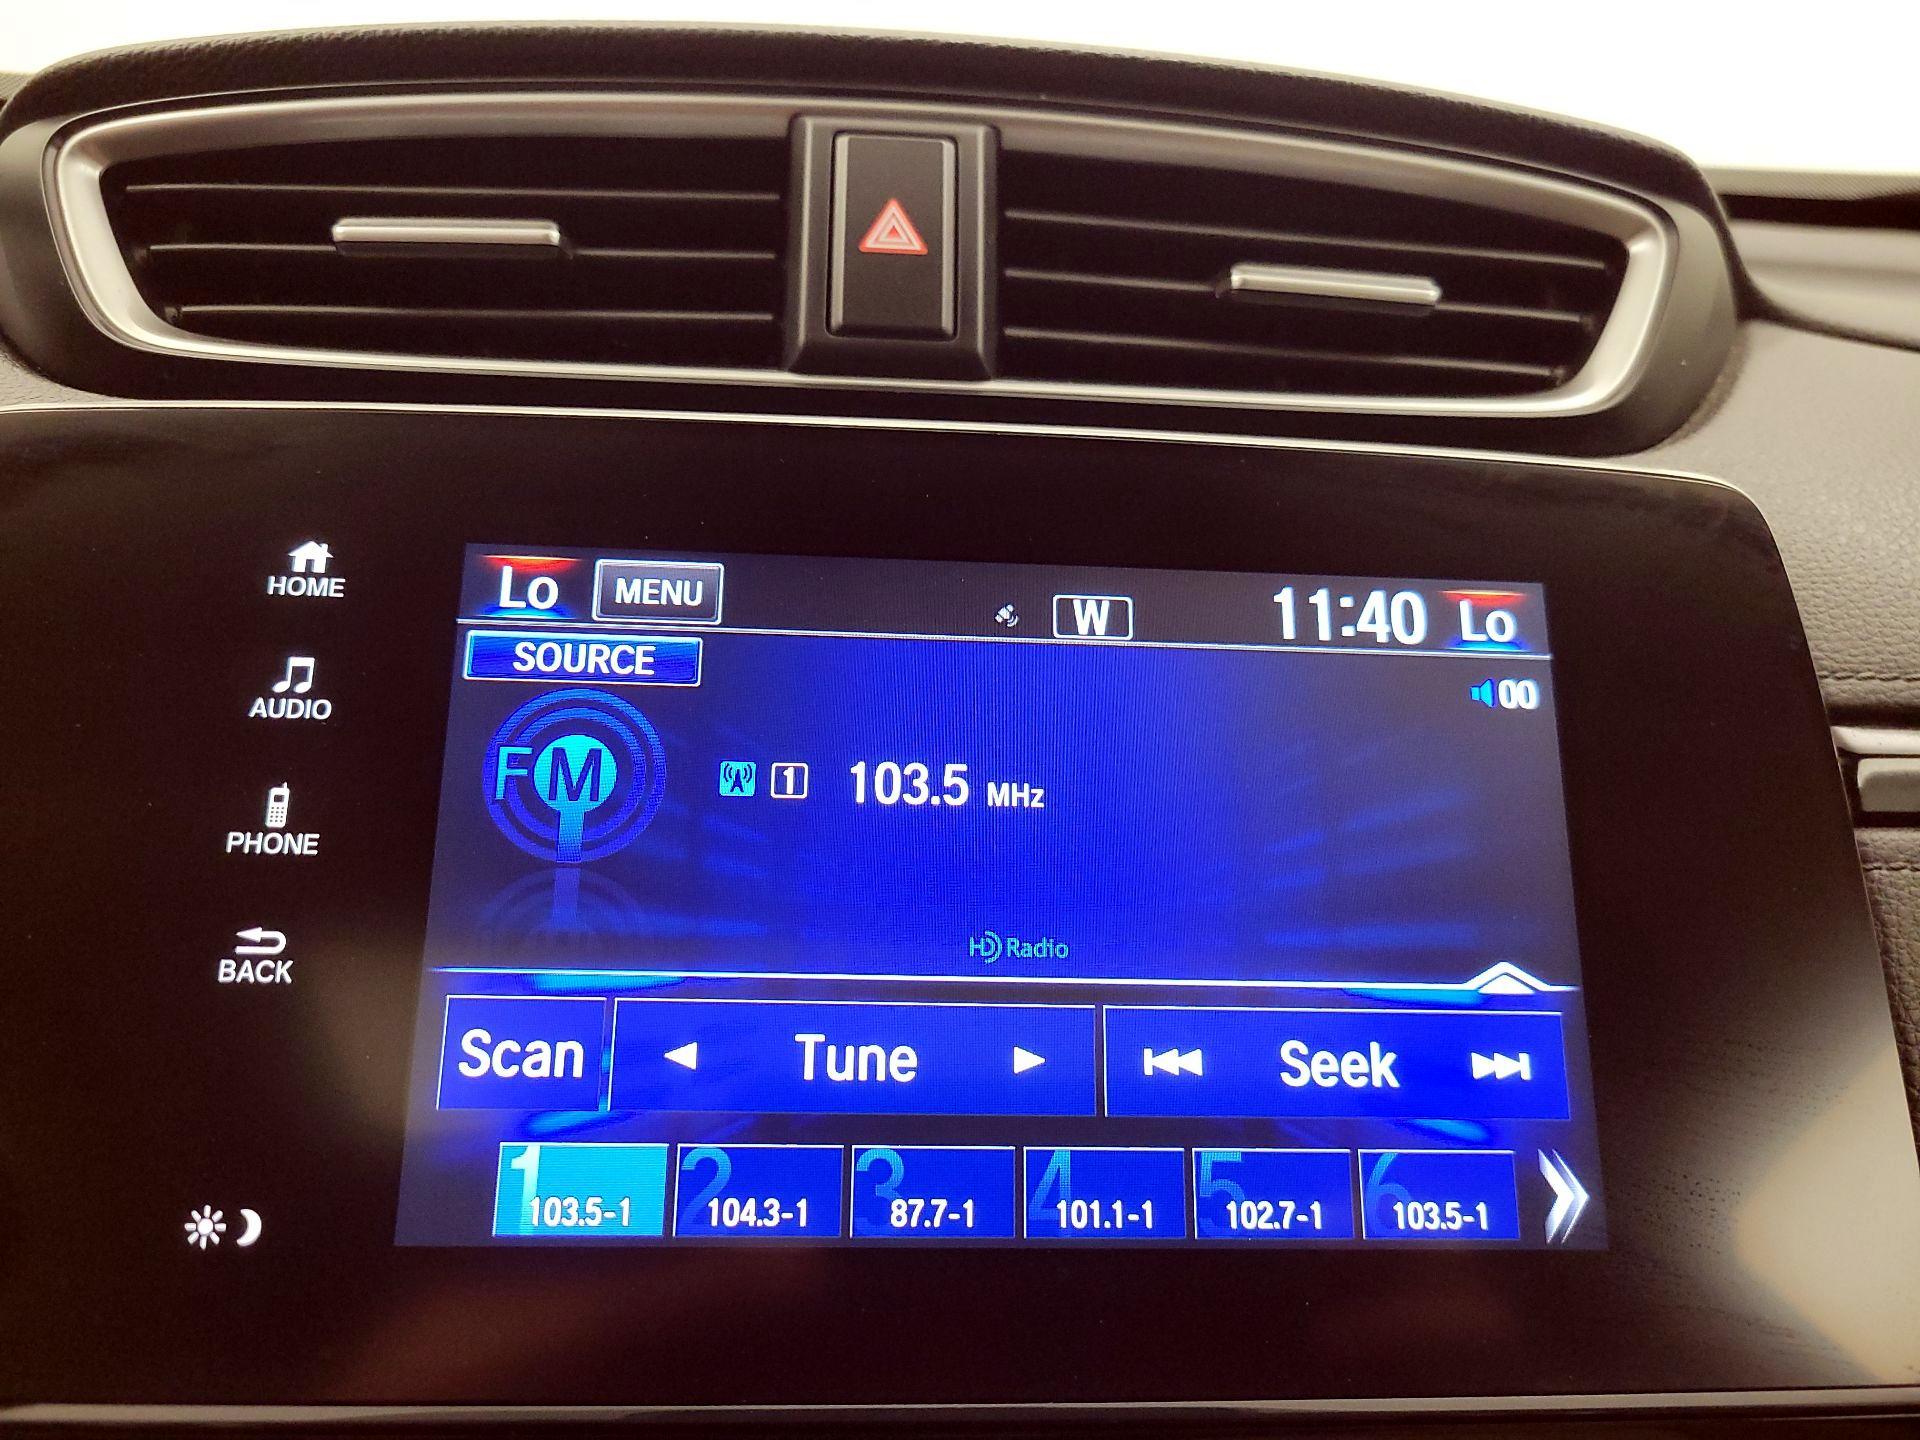 HOME
AUDIO
PHONE
BACK
Lo MENU W 11:40 Lo
SOURCE
00
FM
1 103.5 MHz
HD Radio
Scan Tune Seek
1 103.5-1
2 104.3-1
3 87.7-1
4 101.1-1
5 102.7-1
6 103.5-1